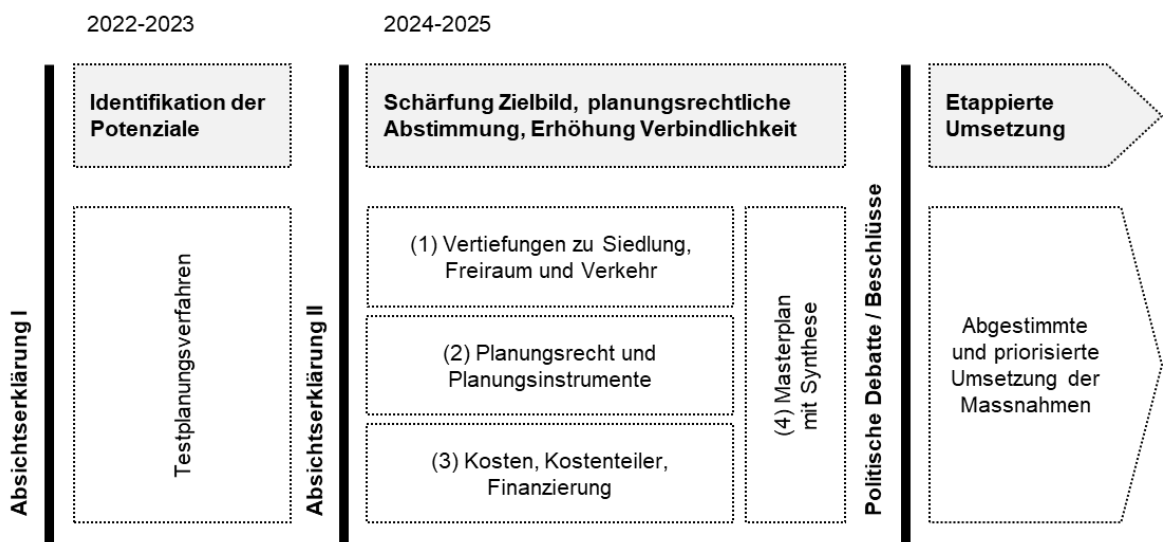 2022-2023
2024-2025
Identifikation der
Potenziale
Schärfung Zielbild, planungsrechtliche
Abstimmung, Erhöhung Verbindlichkeit
Etappierte
Umsetzung
Absichtserklärung I
Testplanungsverfahren
Absichtserklärung II
(1) Vertiefungen zu Siedlung,
Freiraum und Verkehr
(2) Planungsrecht und
Planungsinstrumente
(3) Kosten, Kostenteiler,
Finanzierung
(4) Masterplan
mit Synthese
Politische Debatte / Beschlüsse
Abgestimmte
und priorisierte
Umsetzung der
Massnahmen